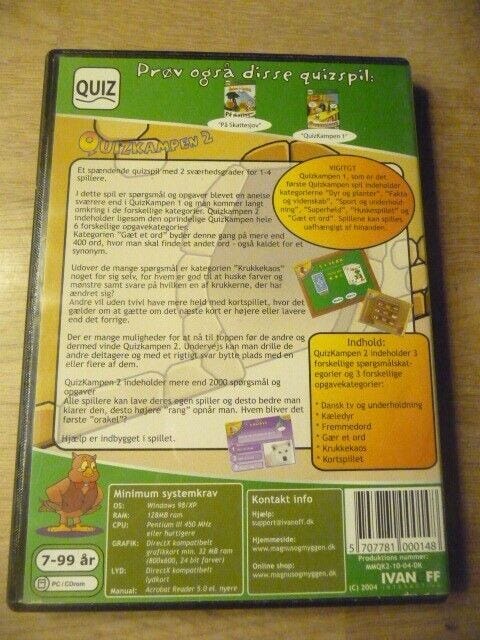 Prøv også disse quizspil:
QUIZ
"På Skattesjov"
"QuizKampen 1"
QUIZKAMPEN 2
Et spændende quizspil med 2 sværhedsgrader for 1-4
spillere.
I dette spil er spørgsmål og opgaver blevet en anelse
sværere end i QuizKampen 1 og man kommer langt
omkring i de forskellige kategorier. Quizkampen 2
indeholder ligesom den oprindelige QuizKampen hele
6 forskellige opgavekategorier!
Kategorien "Gæt et ord" byder denne gang på mere end
400 ord, hvor man skal finde et andet ord - også kaldet for et
synonym.
Udover de mange spørgsmål er kategorien "Krukkekaos"
noget for sig selv, for hvem er god til at huske farver og
mønstre samt svare på hvilken en af krukkerne, der har
ændret sig?
Andre vil uden tvivl have mere held med kortspillet, hvor det
gælder om at gætte om det næste kort er højere eller lavere
end det forrige.
Der er mange muligheder for at nå til toppen før de andre og
dermed vinde Quizkampen 2. Undervejs kan man drille de
andre deltagere og med et rigtigt svar bytte plads med en
eller flere af dem.
QuizKampen 2 indeholder mere end 2000 spørgsmål og
opgaver
Alle spillere kan lave deres egen spiller og desto bedre man
klarer den, desto højere "rang" opnår man. Hvem bliver det
første "orakel"?
Hjælp er indbygget i spillet.
VIGTIGT
Quizkampen 1, som er det
første Quizkampen spil indeholder
kategorierne "Dyr og planter", "Fakta
og videnskab", "Sport og underhold-
ning", "Superheld", "Huskespillet" og
"Gæt et ord". Spillene kan spilles
uafhængigt af hinanden.
Indhold:
QuizKampen 2 indeholder 3
forskellige spørgsmålskat-
egorier og 3 forskellige
opgavekategorier:
* Dansk tv og underholdning
* Kæledyr
* Fremmedord
* Gær et ord
* Krukkekaos
* Kortspillet
7-99 år
PC/CDrom
Minimum systemkrav
OS: Windows 98/XP
RAM: 128MB ram
CPU: Pentium III 450 MHz
eller hurtigere
GRAFIK: DirectX kompatibelt
grafikkort min. 32 MB ram
(800x600, 24 bit farver)
LYD: DirectX kompatibelt
lydkort
Manual: Acrobat Reader 5.0 el. nyere
Kontakt info
Hjælp:
support@ivanoff.dk
Hjemmeside:
www.magnusogmyggen.dk
Online shop:
www.magnusogmyggen.dk
5 707781 000148
Produktions nummer:
MMQK2-10-04-DK
IVAN FF
INTERACTIVE
(C) 2004